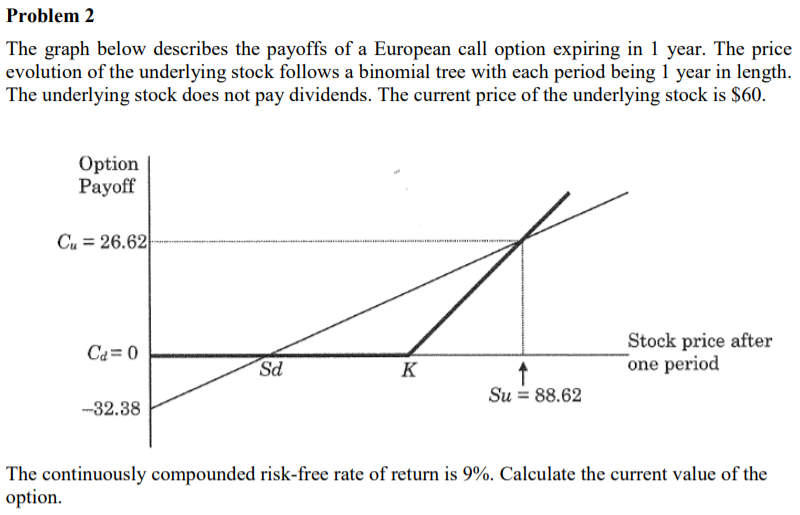 Problem 2
The graph below describes the payoffs of a European call option expiring in 1 year. The price
evolution of the underlying stock follows a binomial tree with each period being 1 year in length.
The underlying stock does not pay dividends. The current price of the underlying stock is $60.
Option
Payoff
Cu = 26.62
Cd = 0
Sd
K
Stock price after
one period
Su = 88.62
−32.38
The continuously compounded risk-free rate of return is 9%. Calculate the current value of the
option.